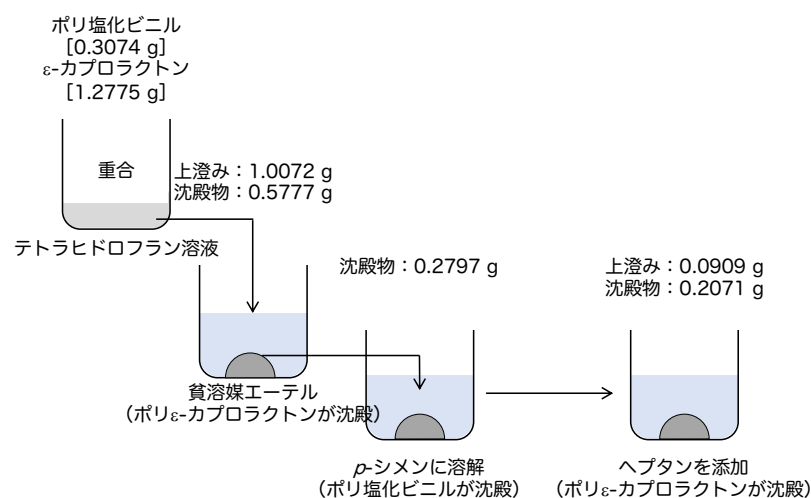 ポリ塩化ビニル
[0.3074 g]
ε-カプロラクトン
[1.2775 g]
重合
上澄み：1.0072 g
沈殿物：0.5777 g
テトラヒドロフラン溶液
沈殿物：0.2797 g
上澄み：0.0909 g
沈殿物：0.2071 g
貧溶媒エーテル
（ポリε-カプロラクトンが沈殿）
p-シメンに溶解
（ポリ塩化ビニルが沈殿）
ヘプタンを添加
（ポリε-カプロラクトンが沈殿）